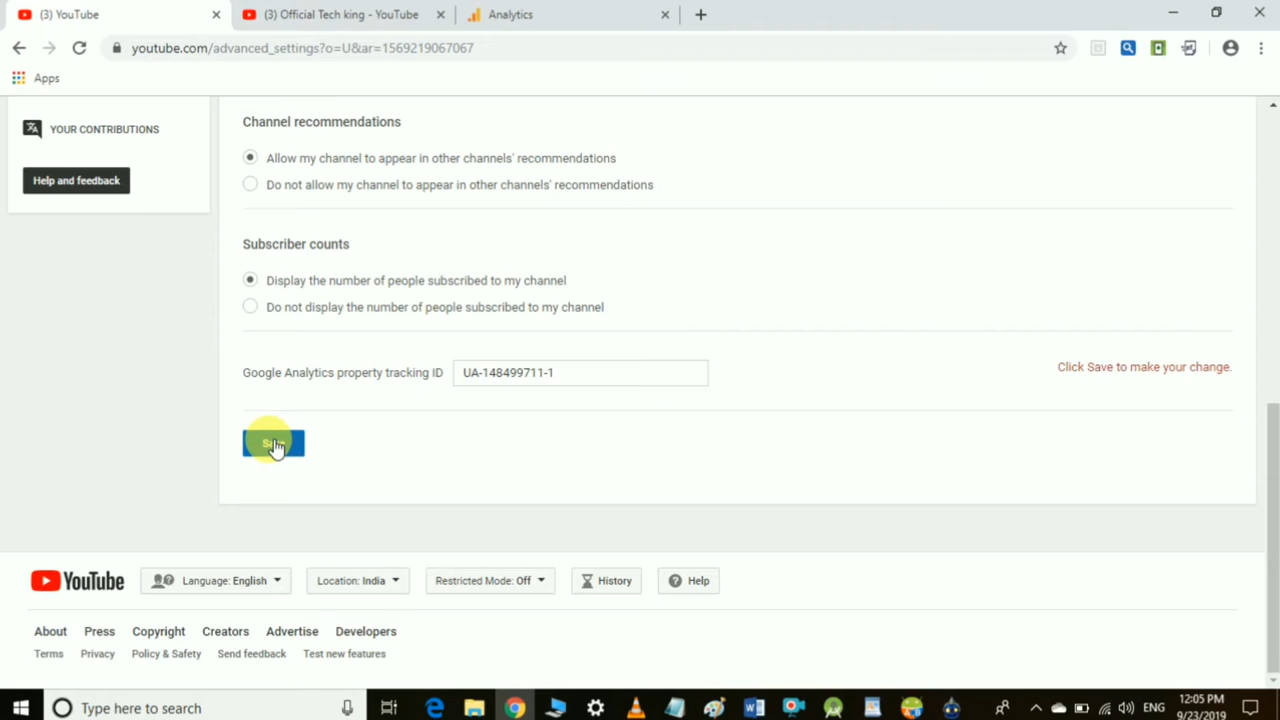 (3) YouTube
(3) Official Tech king - YouTube
Analytics
youtube.com/advanced_settings?o=U&ar=1569219067067
Apps
YOUR CONTRIBUTIONS
Help and feedback
Channel recommendations
Allow my channel to appear in other channels' recommendations
Do not allow my channel to appear in other channels' recommendations
Subscriber counts
Display the number of people subscribed to my channel
Do not display the number of people subscribed to my channel
Google Analytics property tracking ID
UA-148499711-1
Click Save to make your change.
YouTube
Language: English
Location: India
Restricted Mode: Off
History
Help
About Press Copyright Creators Advertise Developers
Terms Privacy Policy & Safety Send feedback Test new features
Type here to search
ENG
12:05 PM
9/23/2019